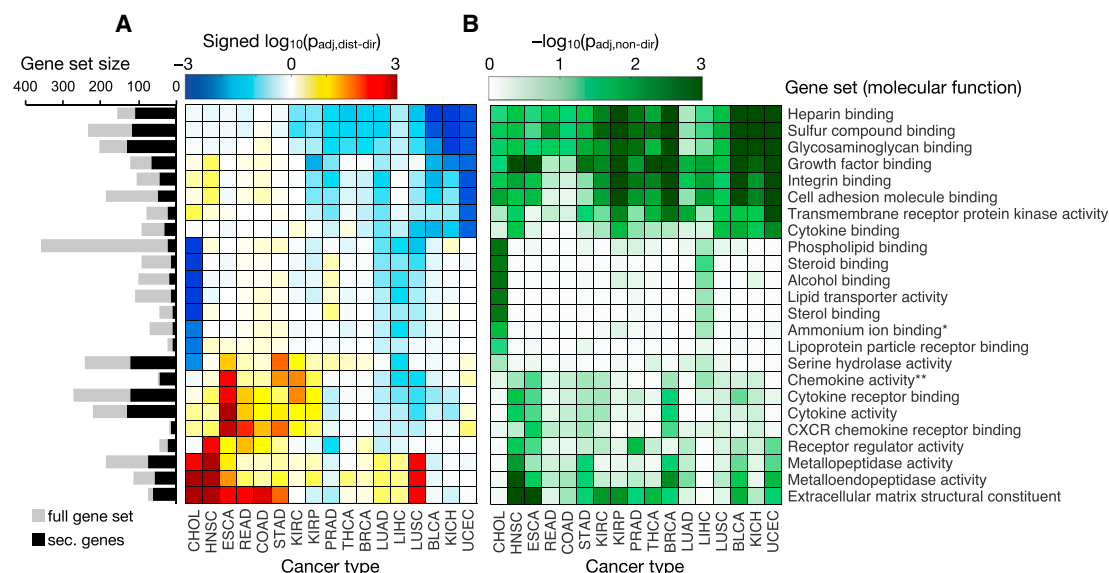 A
B
Signed log10(padj,dist-dir)
−log10(padj,non-dir)
Gene set size
−3 0 3
0 1 2 3
Gene set (molecular function)
400 300 200 100 0
Heparin binding
Sulfur compound binding
Glycosaminoglycan binding
Growth factor binding
Integrin binding
Cell adhesion molecule binding
Transmembrane receptor protein kinase activity
Cytokine binding
Phospholipid binding
Steroid binding
Alcohol binding
Lipid transporter activity
Sterol binding
Ammonium ion binding*
Lipoprotein particle receptor binding
Serine hydrolase activity
Chemokine activity**
Cytokine receptor binding
Cytokine activity
CXCR chemokine receptor binding
Receptor regulator activity
Metallopeptidase activity
Metalloendopeptidase activity
Extracellular matrix structural constituent
full gene set
sec. genes
CHOL
HNSC
ESCA
READ
COAD
STAD
KIRC
KIRP
PRAD
THCA
BRCA
LUAD
LIHC
LUSC
BLCA
KICH
UCEC
Cancer type
CHOL
HNSC
ESCA
READ
COAD
STAD
KIRC
KIRP
PRAD
THCA
BRCA
LUAD
LIHC
LUSC
BLCA
KICH
UCEC
Cancer type